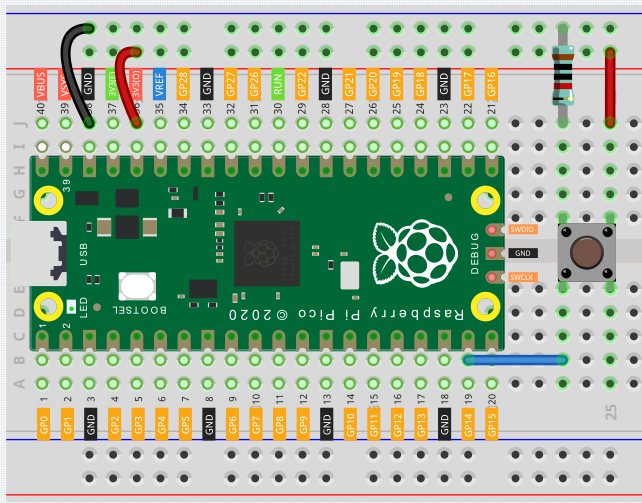 VBUS GND 3V3(E) 3V3(O) VREF GP28 GND GP27 GP26 RUN GP22 GND GP21 GP20 GP19 GP18 GND GP17 GP16
40 39 38 37 36 35 34 33 32 31 30 29 28 27 26 25 24 23 22 21
J
I
H
G
F
39
USB
DEBUG
SWDIO
GND
SWCLK
E
D
C
B
A
LED
BOOTSEL
Raspberry Pi Pico © 2020
1
2
1 2 3 4 5 6 7 8 9 10 11 12 13 14 15 16 17 18 19 20
25
GP0 GP1 GND GP2 GP3 GP4 GP5 GND GP6 GP7 GP8 GP9 GND GP10 GP11 GP12 GP13 GND GP14 GP15